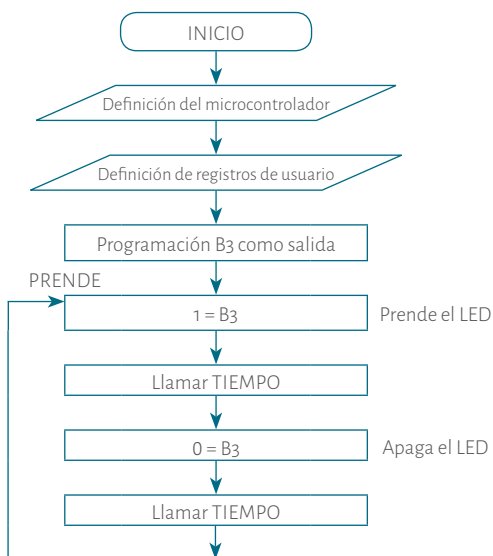 INICIO
Definición del microcontrolador
Definición de registros de usuario
Programación B3 como salida
PRENDE
1 = B3
Prende el LED
Llamar TIEMPO
0 = B3
Apaga el LED
Llamar TIEMPO